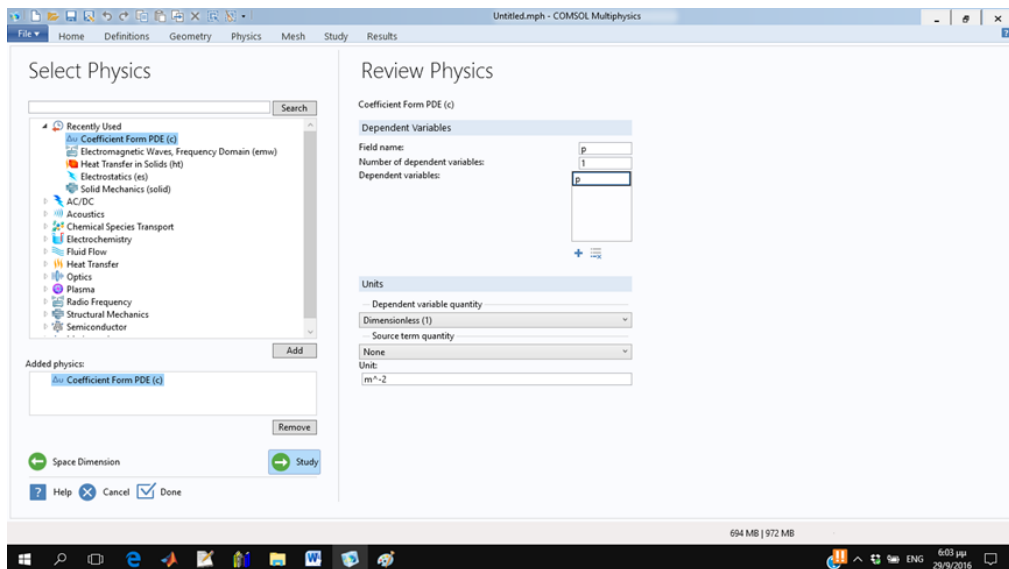 Untitled.mph - COMSOL Multiphysics
File Home Definitions Geometry Physics Mesh Study Results
Select Physics
Search
Recently Used
Δu Coefficient Form PDE (c)
Electromagnetic Waves, Frequency Domain (emw)
Heat Transfer in Solids (ht)
Electrostatics (es)
Solid Mechanics (solid)
AC/DC
Acoustics
Chemical Species Transport
Electrochemistry
Fluid Flow
Heat Transfer
Optics
Plasma
Radio Frequency
Structural Mechanics
Semiconductor
Add
Added physics:
Δu Coefficient Form PDE (c)
Remove
Space Dimension
Study
Help Cancel Done
Review Physics
Coefficient Form PDE (c)
Dependent Variables
Field name: p
Number of dependent variables: 1
Dependent variables: p
Units
Dependent variable quantity
Dimensionless (1)
Source term quantity
None
Unit:
m^-2
694 MB | 972 MB
ENG
6:03 μμ
29/9/2016